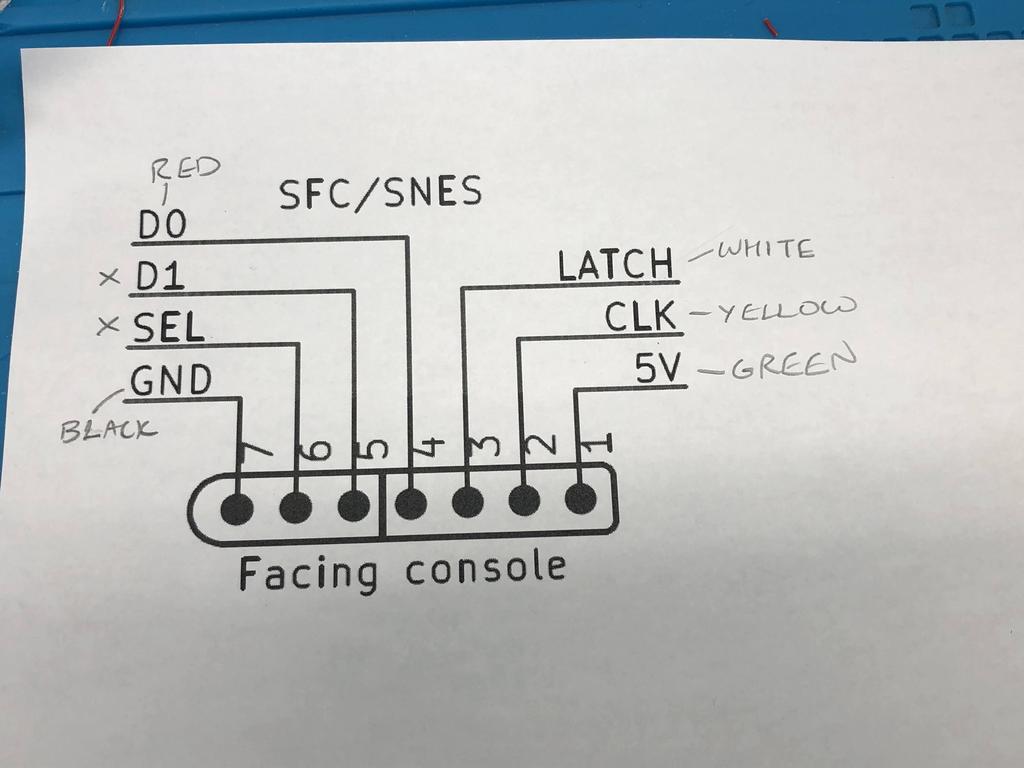 RED
SFC/SNES
D0
LATCH - WHITE
x D1
CLK - YELLOW
x SEL
5V - GREEN
GND
BLACK
7 6 5 4 3 2 1
Facing console